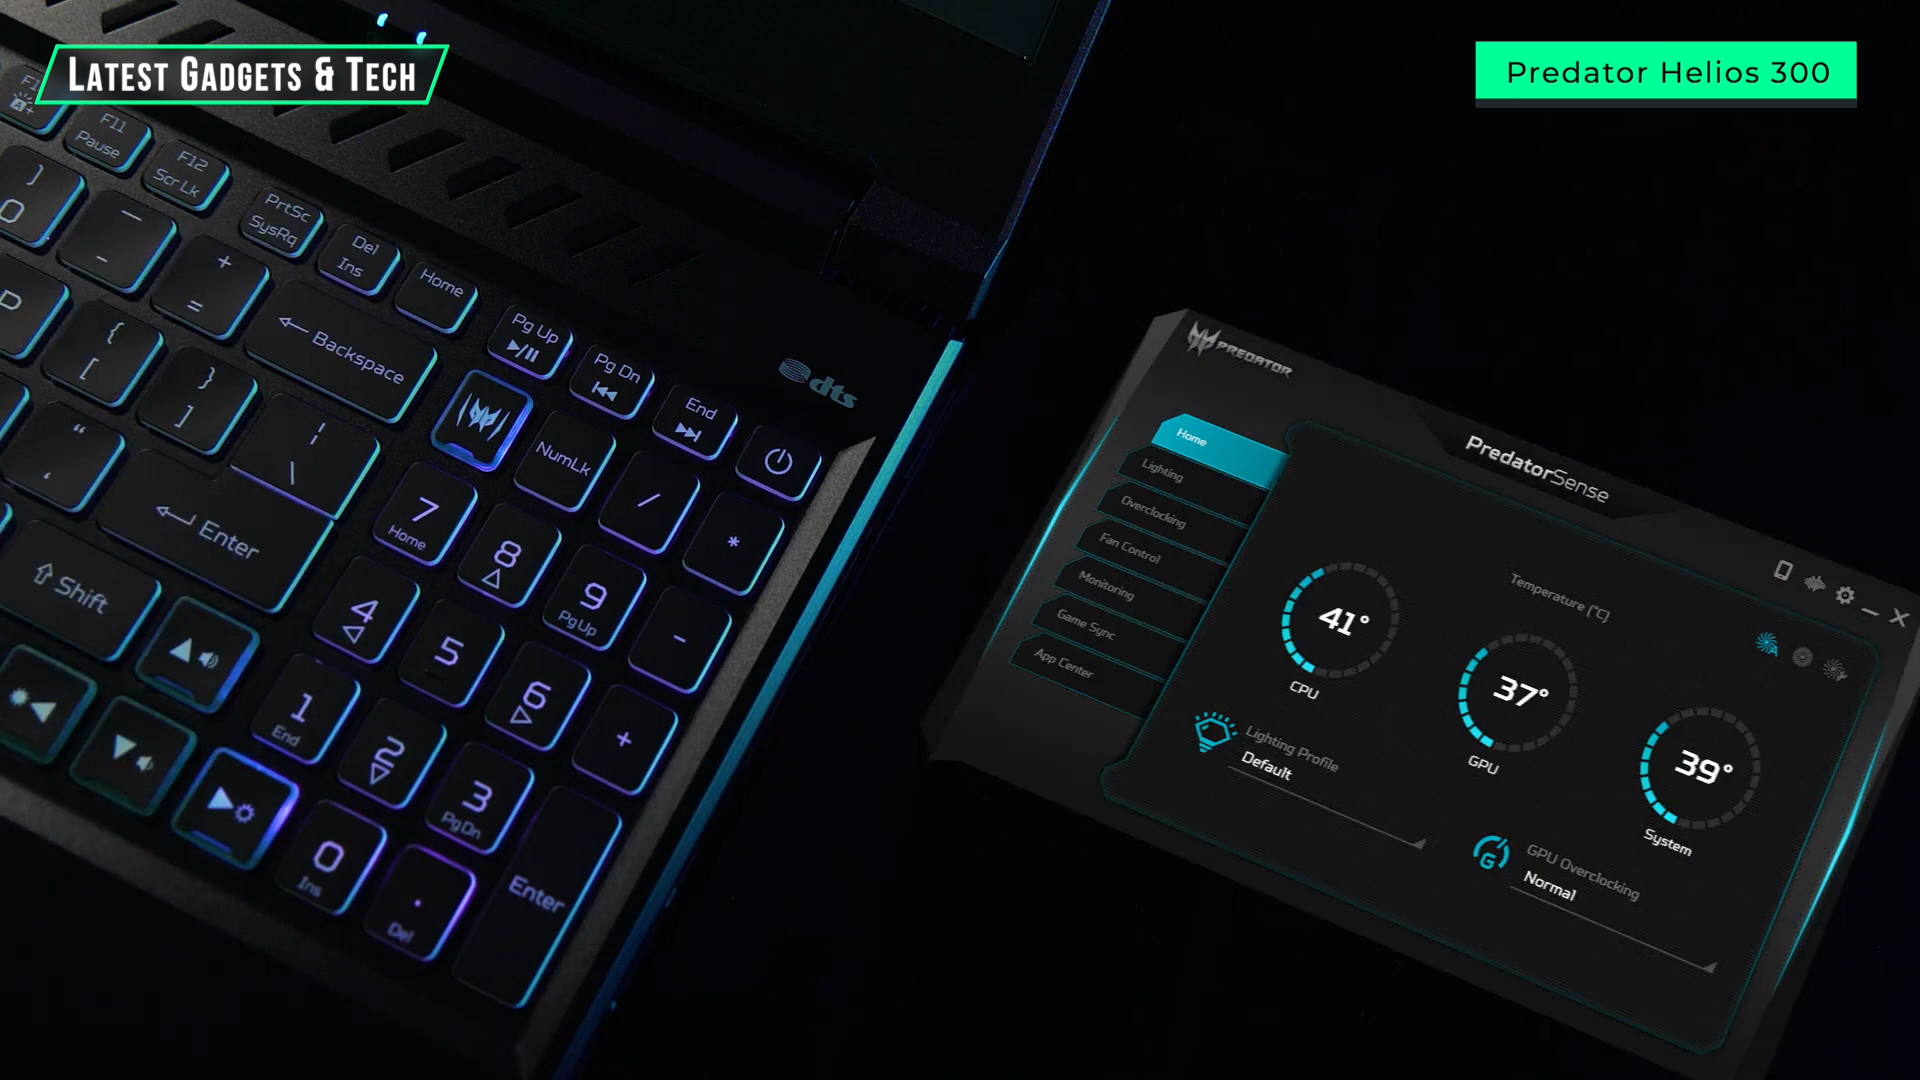 LATEST GADGETS & TECH
Predator Helios 300
F11
Pause
F12
Scr Lk
PrtSc
SysRq
Del
Ins
Home
Pg Up
Pg Dn
End
)
0
_
-
+
=
Backspace
dts
P
{
[
}
]
|
\
NumLk
/
*
"
'
Enter
7
Home
8
9
PgUp
-
Shift
4
5
6
+
1
End
2
3
PgDn
0
Ins
.
Del
Enter
PREDATOR
PredatorSense
Home
Lighting
Overclocking
Fan Control
Monitoring
Game Sync
App Center
Temperature (°C)
41°
CPU
37°
GPU
39°
System
Lighting Profile
Default
GPU Overclocking
Normal